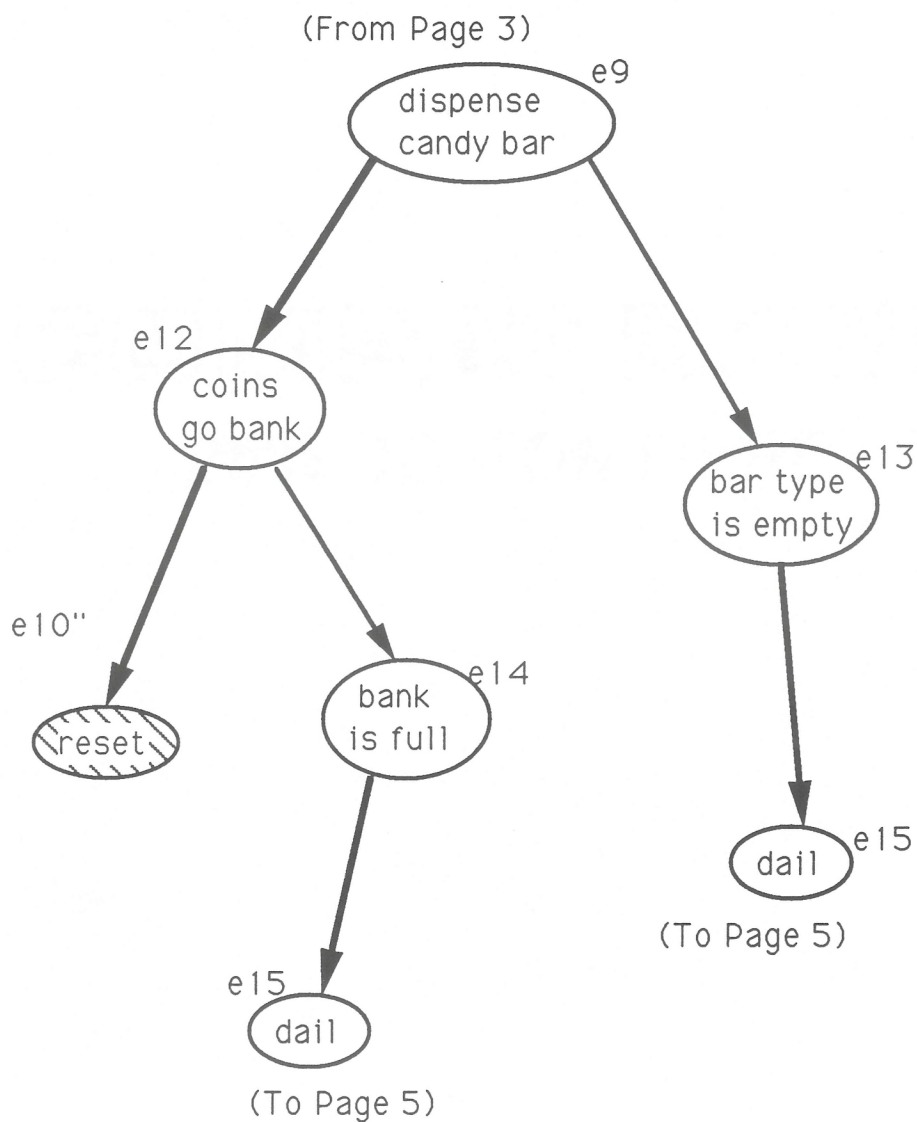 (From Page 3)
e9
dispense
candy bar
e12
coins
go bank
e13
bar type
is empty
e10"
reset
e14
bank
is full
e15
dail
(To Page 5)
e15
dail
(To Page 5)